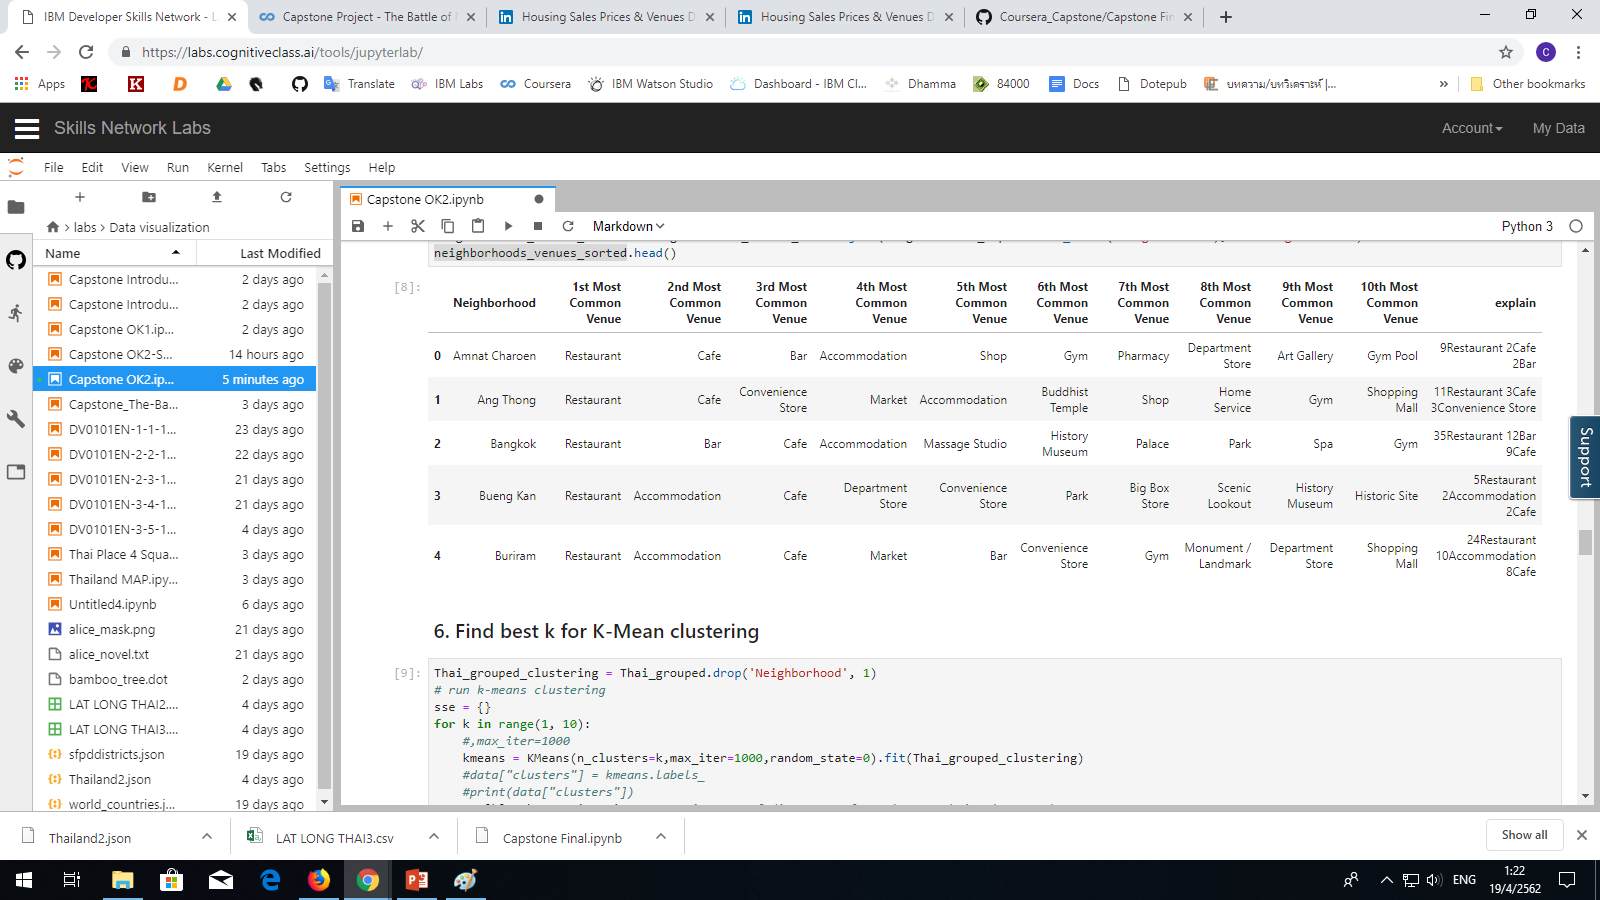 IBM Developer Skills Network - L
Capstone Project - The Battle of
Housing Sales Prices & Venues D
Housing Sales Prices & Venues D
Coursera_Capstone/Capstone Fin
https://labs.cognitiveclass.ai/tools/jupyterlab/
C
Apps
Translate
IBM Labs
Coursera
IBM Watson Studio
Dashboard - IBM Cl...
Dhamma
84000
Docs
Dotepub
บทความ/บทวิเคราะห์ |...
»
Other bookmarks
Skills Network Labs
Account
My Data
File Edit View Run Kernel Tabs Settings Help
Capstone OK2.ipynb
Markdown
Python 3
labs > Data visualization
Name Last Modified
Capstone Introdu... 2 days ago
Capstone Introdu... 2 days ago
Capstone OK1.ip... 2 days ago
Capstone OK2-S... 14 hours ago
Capstone OK2.ip... 5 minutes ago
Capstone_The-Ba... 3 days ago
DV0101EN-1-1-1... 23 days ago
DV0101EN-2-2-1... 22 days ago
DV0101EN-2-3-1... 21 days ago
DV0101EN-3-4-1... 21 days ago
DV0101EN-3-5-1... 4 days ago
Thai Place 4 Squa... 3 days ago
Thailand MAP.ipy... 3 days ago
Untitled4.ipynb 6 days ago
alice_mask.png 21 days ago
alice_novel.txt 21 days ago
bamboo_tree.dot 2 days ago
LAT LONG THAI2.... 4 days ago
LAT LONG THAI3.... 4 days ago
sfpddistricts.json 19 days ago
Thailand2.json 4 days ago
world_countries.j... 19 days ago
neighborhoods_venues_sorted.head()
[8]:
Neighborhood 1st Most Common Venue 2nd Most Common Venue 3rd Most Common Venue 4th Most Common Venue 5th Most Common Venue 6th Most Common Venue 7th Most Common Venue 8th Most Common Venue 9th Most Common Venue 10th Most Common Venue explain
0 Amnat Charoen Restaurant Cafe Bar Accommodation Shop Gym Pharmacy Department Store Art Gallery Gym Pool 9Restaurant 2Cafe 2Bar
1 Ang Thong Restaurant Cafe Convenience Store Market Accommodation Buddhist Temple Shop Home Service Gym Shopping Mall 11Restaurant 3Cafe 3Convenience Store
2 Bangkok Restaurant Bar Cafe Accommodation Massage Studio History Museum Palace Park Spa Gym 35Restaurant 12Bar 9Cafe
3 Bueng Kan Restaurant Accommodation Cafe Department Store Convenience Store Park Big Box Store Scenic Lookout History Museum Historic Site 5Restaurant 2Accommodation 2Cafe
4 Buriram Restaurant Accommodation Cafe Market Bar Convenience Store Gym Monument / Landmark Department Store Shopping Mall 24Restaurant 10Accommodation 8Cafe
6. Find best k for K-Mean clustering
[9]:
Thai_grouped_clustering = Thai_grouped.drop('Neighborhood', 1)
# run k-means clustering
sse = {}
for k in range(1, 10):
#,max_iter=1000
kmeans = KMeans(n_clusters=k,max_iter=1000,random_state=0).fit(Thai_grouped_clustering)
#data["clusters"] = kmeans.labels_
#print(data["clusters"])
Support
Thailand2.json
LAT LONG THAI3.csv
Capstone Final.ipynb
Show all
ENG
1:22
19/4/2562